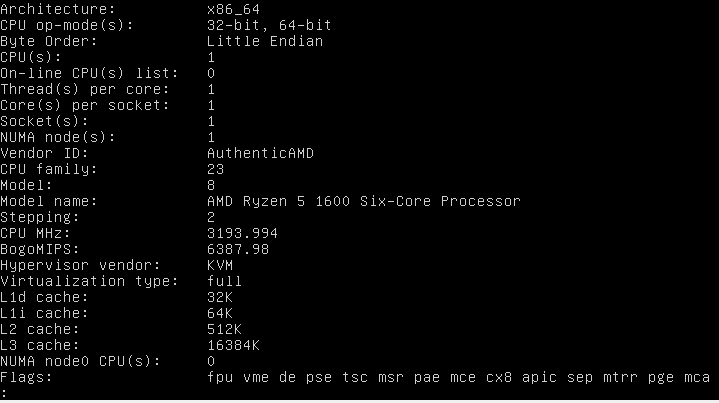 Architecture: x86_64
CPU op-mode(s): 32-bit, 64-bit
Byte Order: Little Endian
CPU(s): 1
On-line CPU(s) list: 0
Thread(s) per core: 1
Core(s) per socket: 1
Socket(s): 1
NUMA node(s): 1
Vendor ID: AuthenticAMD
CPU family: 23
Model: 8
Model name: AMD Ryzen 5 1600 Six-Core Processor
Stepping: 2
CPU MHz: 3193.994
BogoMIPS: 6387.98
Hypervisor vendor: KVM
Virtualization type: full
L1d cache: 32K
L1i cache: 64K
L2 cache: 512K
L3 cache: 16384K
NUMA node0 CPU(s): 0
Flags: fpu vme de pse tsc msr pae mce cx8 apic sep mtrr pge mca
: